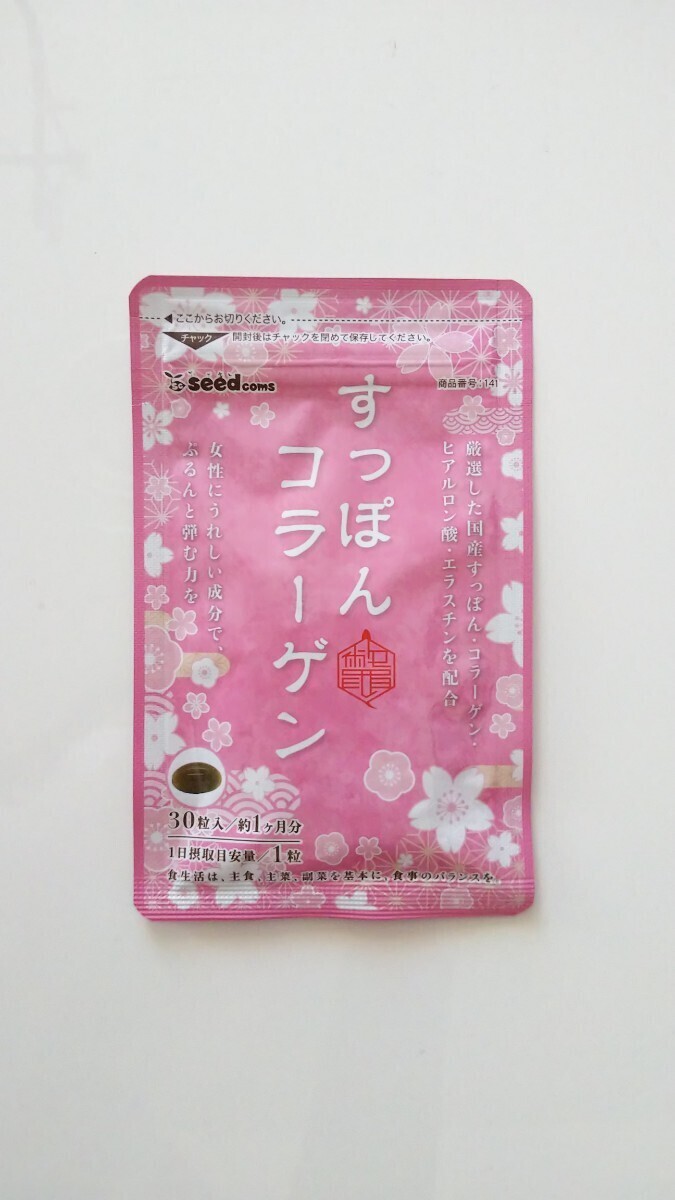 ここからお切りください。
チャック
開封後はチャックを閉めて保存してください。
seedcoms
商品番号:141
すっぽん
コラーゲン
厳選した国産すっぽん・コラーゲン・
ヒアルロン酸・エラスチンを配合
女性にうれしい成分で、
ぷるんと弾む力を
30粒入/約1ヶ月分
1日摂取目安量/1粒
食生活は、主食、主菜、副菜を基本に、食事のバランスを。